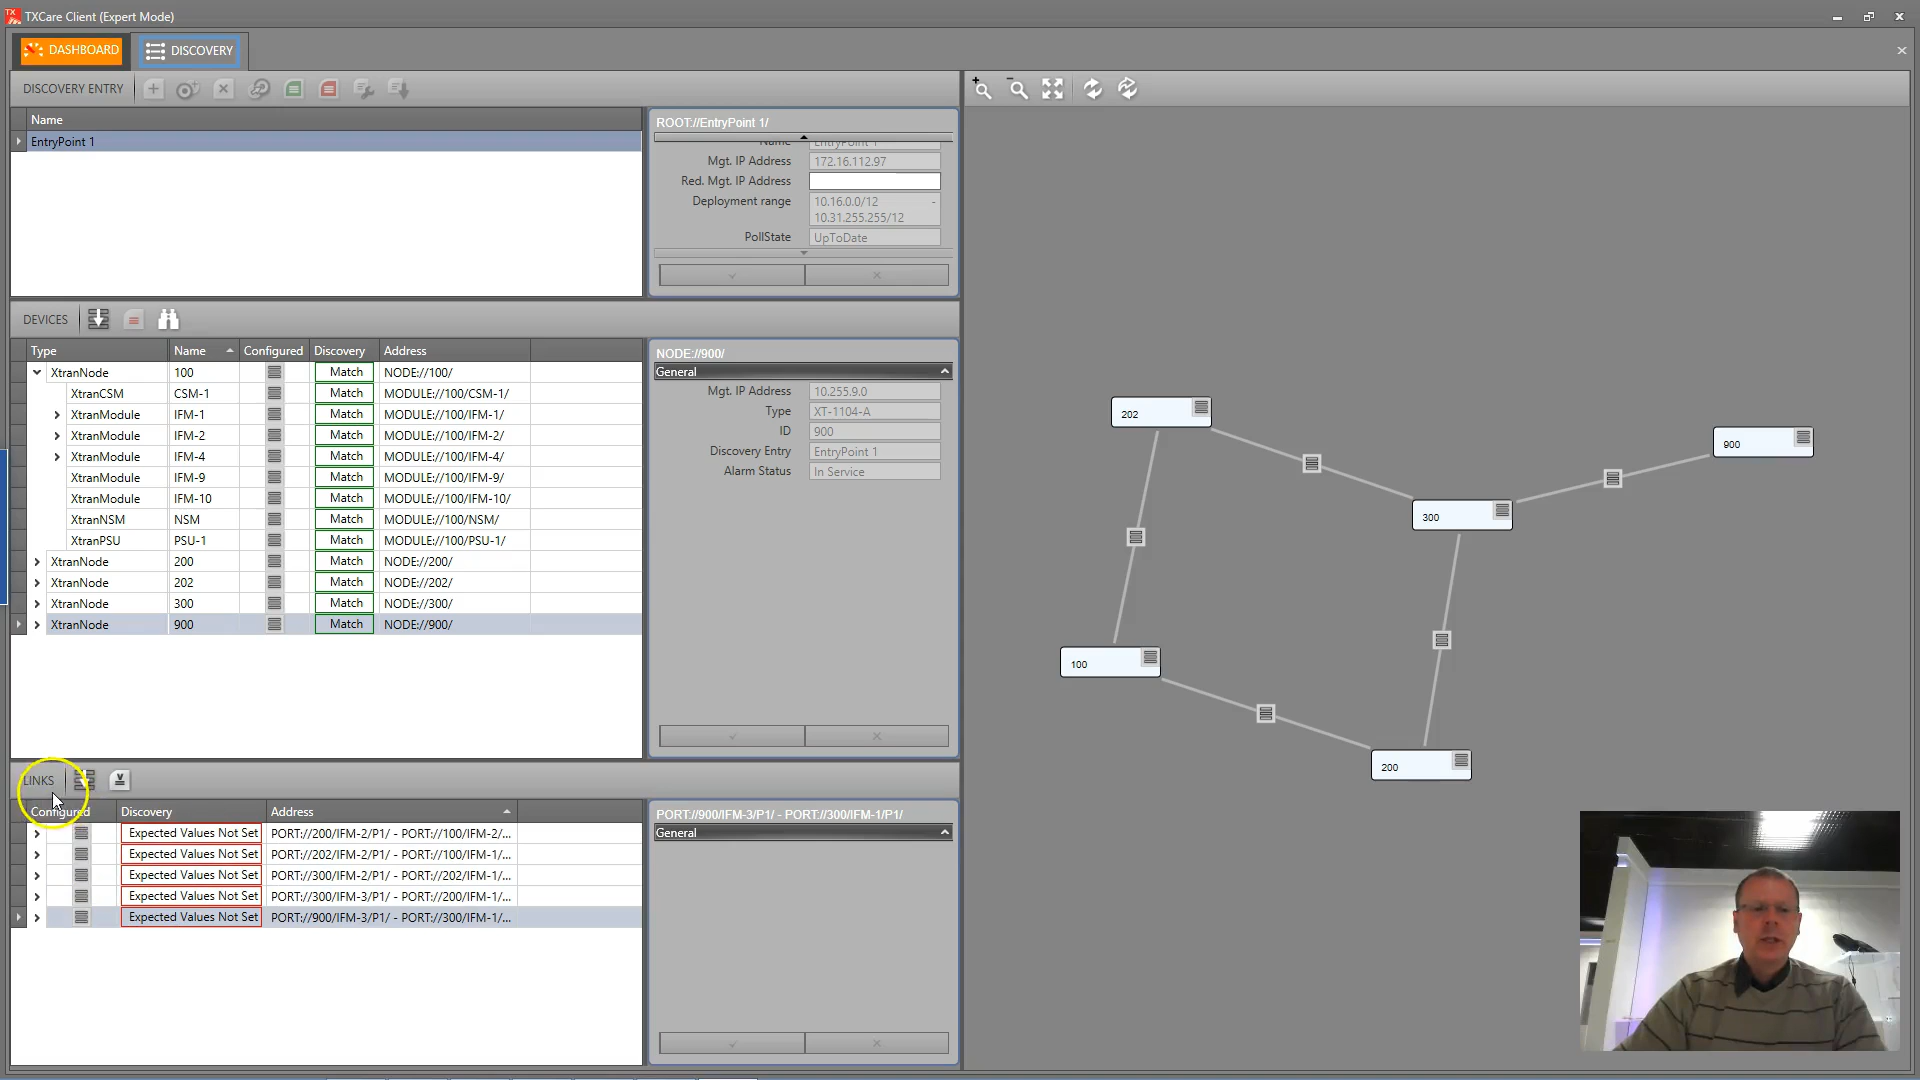 TX TXCare Client (Expert Mode)
DASHBOARD DISCOVERY
DISCOVERY ENTRY
Name
EntryPoint 1
ROOT://EntryPoint 1/
Name EntryPoint 1
Mgt. IP Address 172.16.112.97
Red. Mgt. IP Address
Deployment range 10.16.0.0/12 -
10.31.255.255/12
PollState UpToDate
DEVICES
Type Name Configured Discovery Address
XtranNode 100 Match NODE://100/
XtranCSM CSM-1 Match MODULE://100/CSM-1/
XtranModule IFM-1 Match MODULE://100/IFM-1/
XtranModule IFM-2 Match MODULE://100/IFM-2/
XtranModule IFM-4 Match MODULE://100/IFM-4/
XtranModule IFM-9 Match MODULE://100/IFM-9/
XtranModule IFM-10 Match MODULE://100/IFM-10/
XtranNSM NSM Match MODULE://100/NSM/
XtranPSU PSU-1 Match MODULE://100/PSU-1/
XtranNode 200 Match NODE://200/
XtranNode 202 Match NODE://202/
XtranNode 300 Match NODE://300/
XtranNode 900 Match NODE://900/
NODE://900/
General
Mgt. IP Address 10.255.9.0
Type XT-1104-A
ID 900
Discovery Entry EntryPoint 1
Alarm Status In Service
LINKS
Configured Discovery Address
Expected Values Not Set PORT://200/IFM-2/P1/ - PORT://100/IFM-2/...
Expected Values Not Set PORT://202/IFM-2/P1/ - PORT://100/IFM-1/...
Expected Values Not Set PORT://300/IFM-2/P1/ - PORT://202/IFM-1/...
Expected Values Not Set PORT://300/IFM-3/P1/ - PORT://200/IFM-1/...
Expected Values Not Set PORT://900/IFM-3/P1/ - PORT://300/IFM-1/...
PORT://900/IFM-3/P1/ - PORT://300/IFM-1/P1/
General
202
900
300
100
200